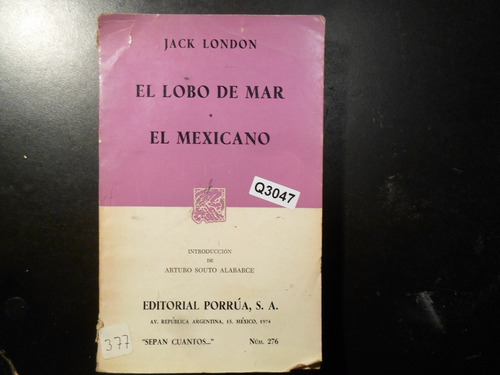 JACK LONDON
EL LOBO DE MAR
EL MEXICANO
Q3047
INTRODUCCIÓN
DE
ARTURO SOUTO ALABARCE
EDITORIAL PORRÚA, S. A.
AV. REPÚBLICA ARGENTINA, 15. MÉXICO, 1974
"SEPAN CUANTOS..." NÚM. 276
377